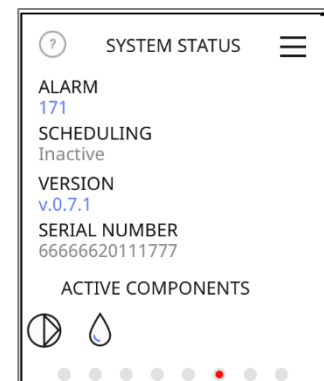 ?
SYSTEM STATUS
ALARM
171
SCHEDULING
Inactive
VERSION
v.0.7.1
SERIAL NUMBER
66666620111777
ACTIVE COMPONENTS